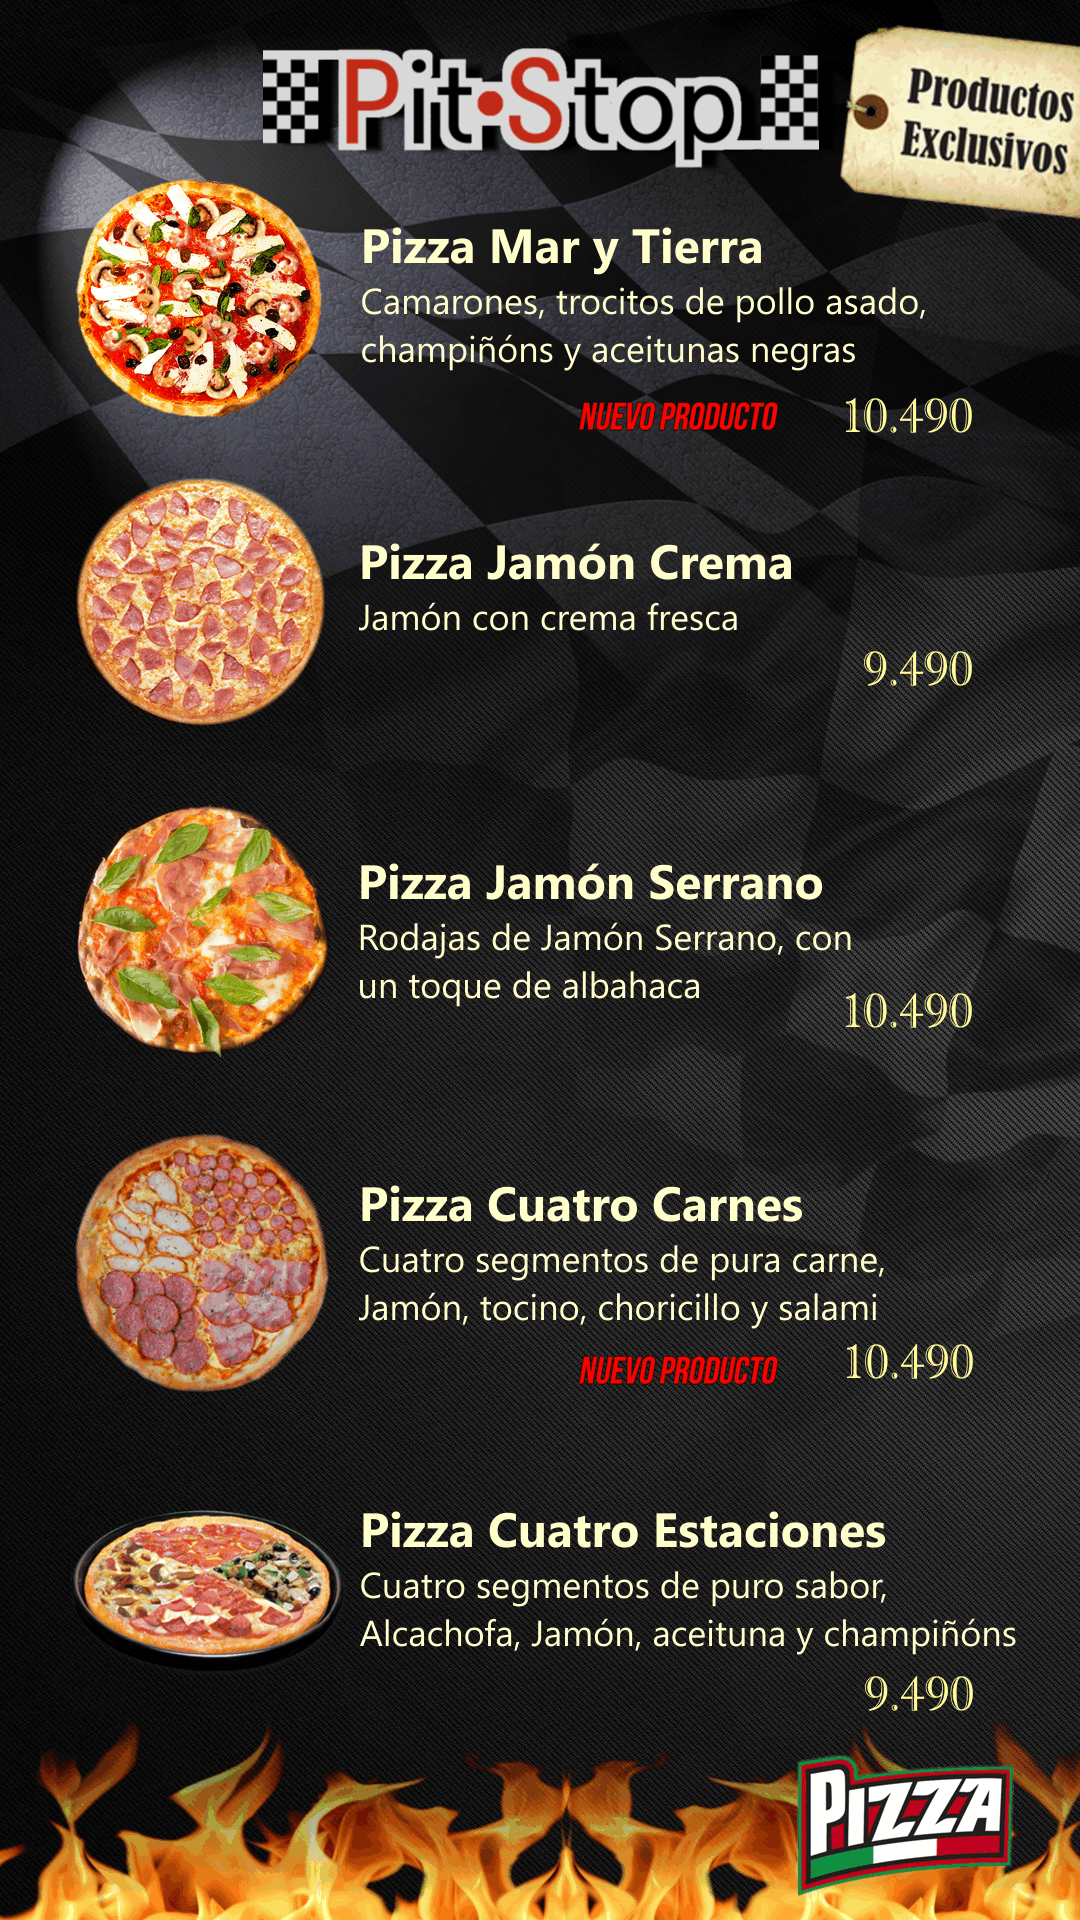 Pit•Stop
Productos
Exclusivos
Pizza Mar y Tierra
Camarones, trocitos de pollo asado,
champiñóns y aceitunas negras
NUEVO PRODUCTO 10.490
Pizza Jamón Crema
Jamón con crema fresca
9.490
Pizza Jamón Serrano
Rodajas de Jamón Serrano, con
un toque de albahaca
10.490
Pizza Cuatro Carnes
Cuatro segmentos de pura carne,
Jamón, tocino, choricillo y salami
NUEVO PRODUCTO 10.490
Pizza Cuatro Estaciones
Cuatro segmentos de puro sabor,
Alcachofa, Jamón, aceituna y champiñóns
9.490
PIZZA